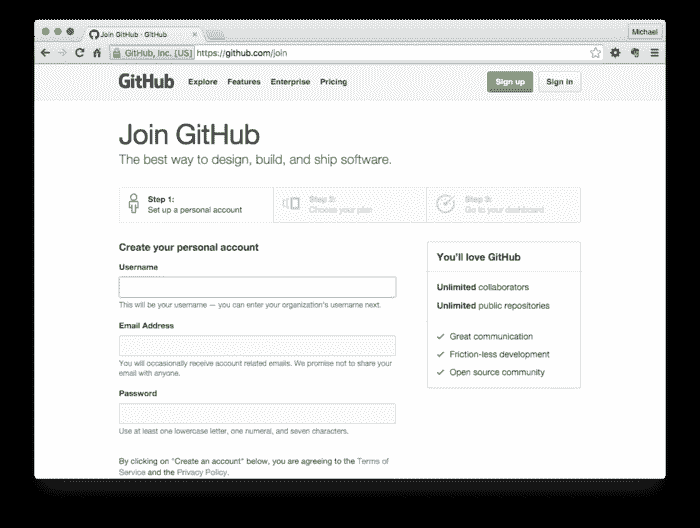 Join GitHub · GitHub
Michael
GitHub, Inc. [US] https://github.com/join
GitHub Explore Features Enterprise Pricing Sign up Sign in
Join GitHub
The best way to design, build, and ship software.
Step 1:
Set up a personal account
Step 2:
Choose your plan
Step 3:
Go to your dashboard
Create your personal account
Username
This will be your username — you can enter your organization's username next.
Email Address
You will occasionally receive account related emails. We promise not to share your
email with anyone.
Password
Use at least one lowercase letter, one numeral, and seven characters.
By clicking on "Create an account" below, you are agreeing to the Terms of
Service and the Privacy Policy.
You'll love GitHub
Unlimited collaborators
Unlimited public repositories
Great communication
Friction-less development
Open source community